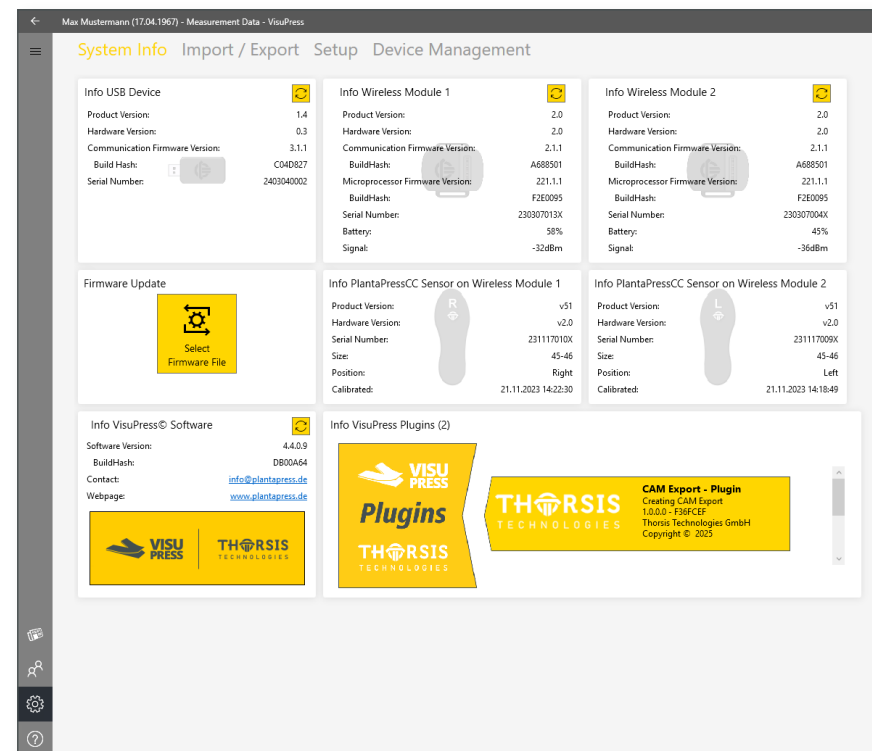 Max Mustermann (17.04.1967) - Measurement Data - VisuPress
System Info Import / Export Setup Device Management
Info USB Device
Product Version: 1.4
Hardware Version: 0.3
Communication Firmware Version: 3.1.1
Build Hash: C04D827
Serial Number: 2403040002
Info Wireless Module 1
Product Version: 2.0
Hardware Version: 2.0
Communication Firmware Version: 2.1.1
BuildHash: A688501
Microprocessor Firmware Version: 221.1.1
BuildHash: F2E0095
Serial Number: 230307013X
Battery: 58%
Signal: -32dBm
Info Wireless Module 2
Product Version: 2.0
Hardware Version: 2.0
Communication Firmware Version: 2.1.1
BuildHash: A688501
Microprocessor Firmware Version: 221.1.1
BuildHash: F2E0095
Serial Number: 230307004X
Battery: 45%
Signal: -36dBm
Firmware Update
Select
Firmware File
Info PlantaPressCC Sensor on Wireless Module 1
R
Product Version: v51
Hardware Version: v2.0
Serial Number: 231117010X
Size: 45-46
Position: Right
Calibrated: 21.11.2023 14:22:30
Info PlantaPressCC Sensor on Wireless Module 2
L
Product Version: v51
Hardware Version: v2.0
Serial Number: 231117009X
Size: 45-46
Position: Left
Calibrated: 21.11.2023 14:18:49
Info VisuPress© Software
Software Version: 4.4.0.9
BuildHash: DB00A64
Contact: info@plantapress.de
Webpage: www.plantapress.de
VISU
PRESS
THORSIS
TECHNOLOGIES
Info VisuPress Plugins (2)
VISU
PRESS
Plugins
THORSIS
TECHNOLOGIES
THORSIS
TECHNOLOGIES
CAM Export - Plugin
Creating CAM Export
1.0.0.0 - F36FCEF
Thorsis Technologies GmbH
Copyright © 2025